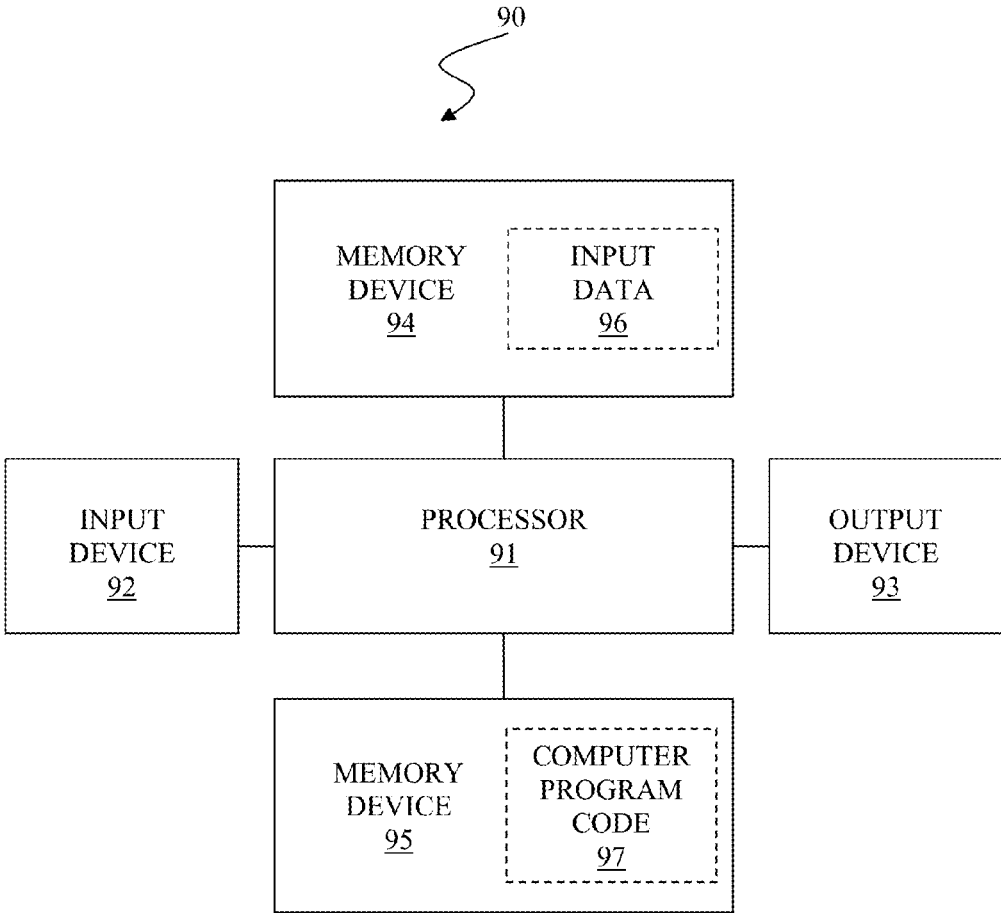 90
MEMORY
DEVICE
94
INPUT
DATA
96
INPUT
DEVICE
92
PROCESSOR
91
OUTPUT
DEVICE
93
MEMORY
DEVICE
95
COMPUTER
PROGRAM
CODE
97